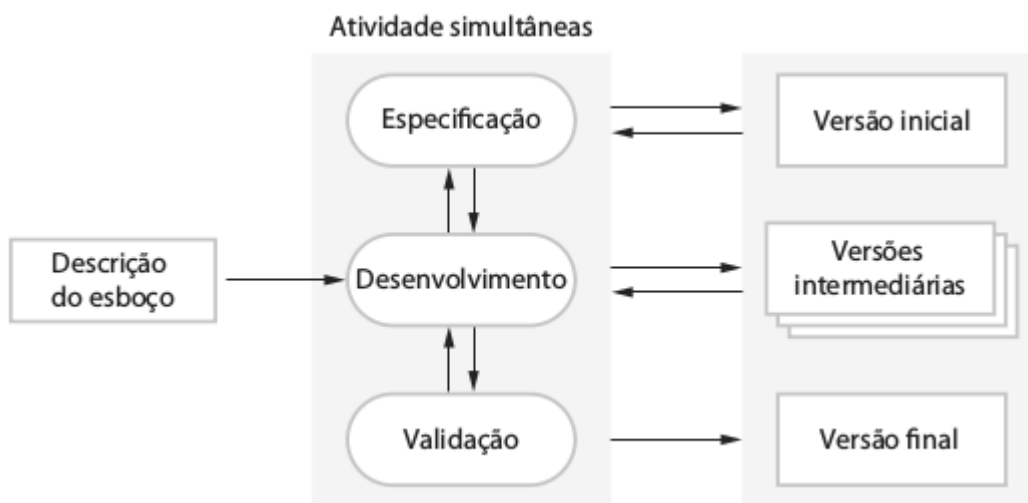 Atividade simultâneas
Especificação
Versão inicial
Descrição
do esboço
Desenvolvimento
Versões
intermediárias
Validação
Versão final